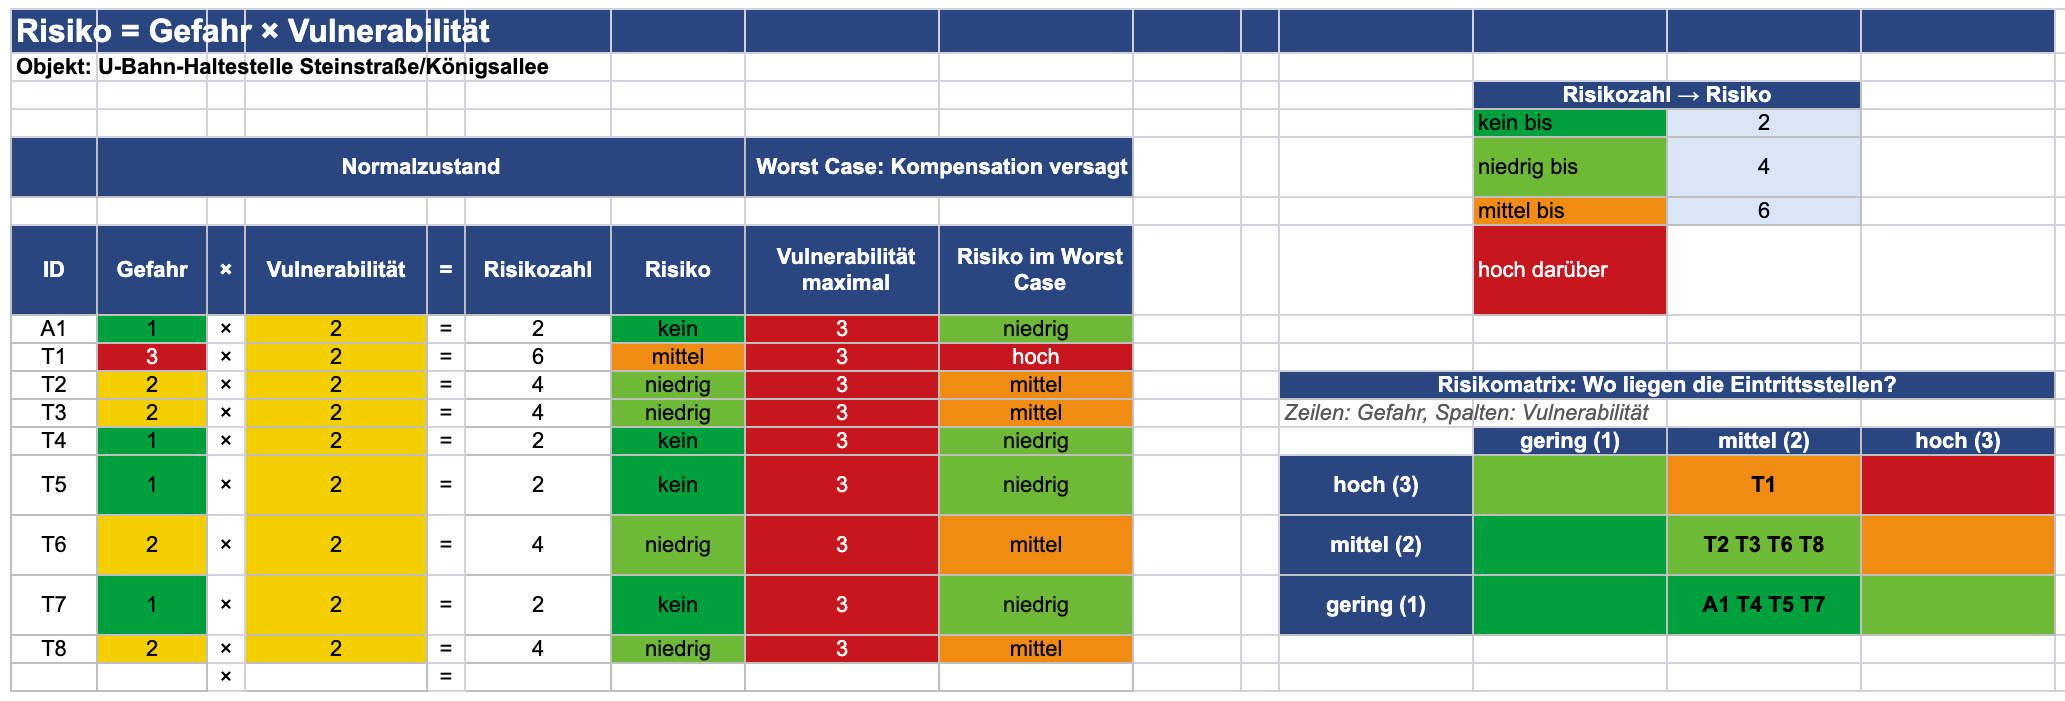 Risiko = Gefahr × Vulnerabilität
Objekt: U-Bahn-Haltestelle Steinstraße/Königsallee
Risikozahl → Risiko
kein bis 2
niedrig bis 4
mittel bis 6
hoch darüber
Normalzustand Worst Case: Kompensation versagt
ID Gefahr × Vulnerabilität = Risikozahl Risiko Vulnerabilität maximal Risiko im Worst Case
A1 1 × 2 = 2 kein 3 niedrig
T1 3 × 2 = 6 mittel 3 hoch
T2 2 × 2 = 4 niedrig 3 mittel
T3 2 × 2 = 4 niedrig 3 mittel
T4 1 × 2 = 2 kein 3 niedrig
T5 1 × 2 = 2 kein 3 niedrig
T6 2 × 2 = 4 niedrig 3 mittel
T7 1 × 2 = 2 kein 3 niedrig
T8 2 × 2 = 4 niedrig 3 mittel
× =
Risikomatrix: Wo liegen die Eintrittsstellen?
Zeilen: Gefahr, Spalten: Vulnerabilität
gering (1) mittel (2) hoch (3)
hoch (3) T1
mittel (2) T2 T3 T6 T8
gering (1) A1 T4 T5 T7